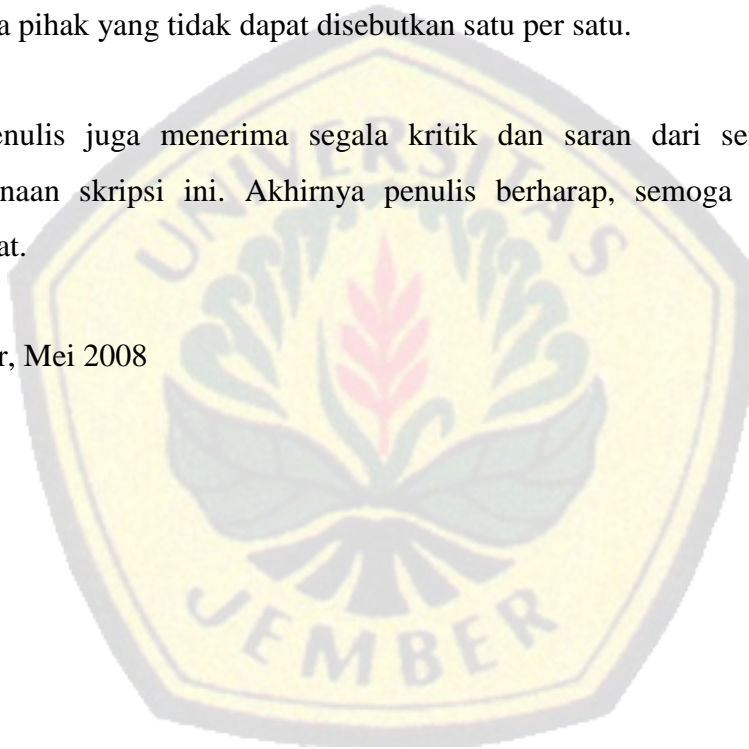 a pihak yang tidak dapat disebutkan satu per satu.
enulis juga menerima segala kritik dan saran dari se
naan skripsi ini. Akhirnya penulis berharap, semoga
at.
r, Mei 2008
UNIVERSITAS
JEMBER